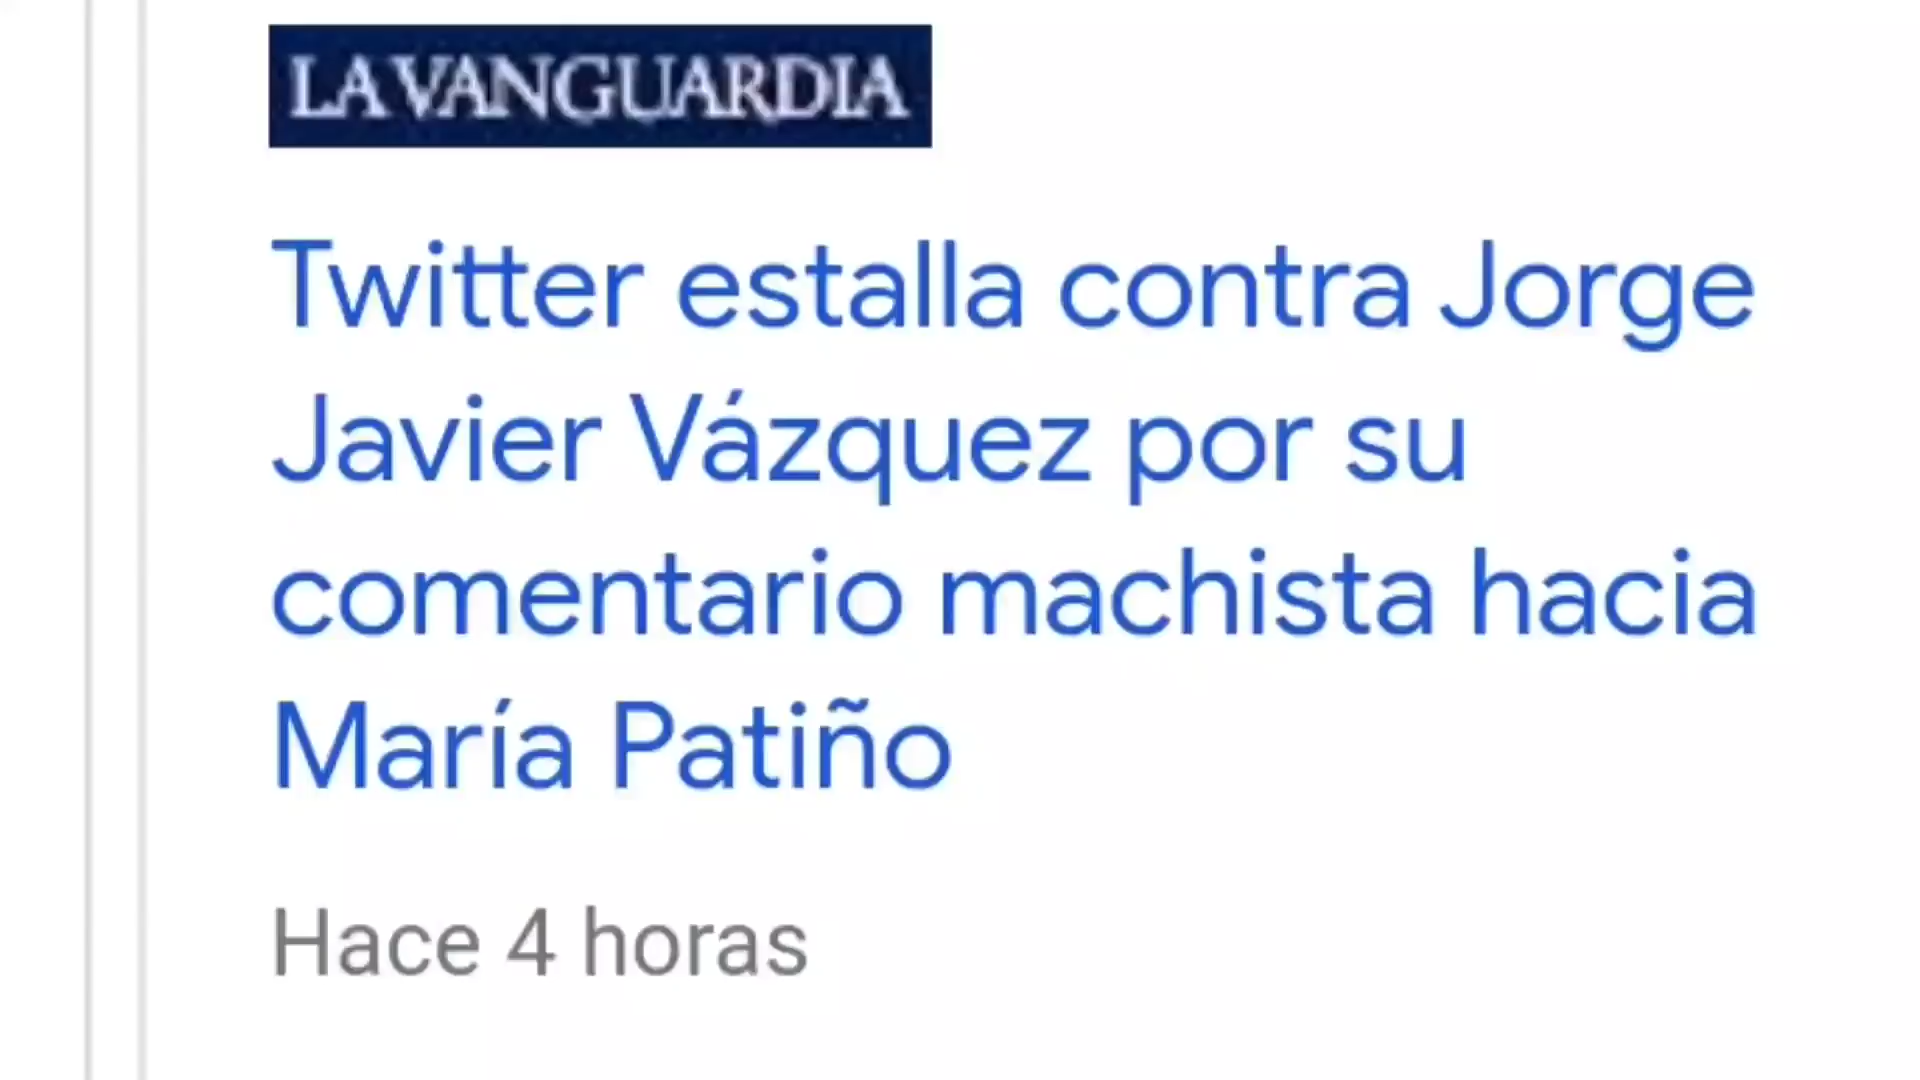 LA VANGUARDIA
Twitter estalla contra Jorge
Javier Vázquez por su
comentario machista hacia
María Patiño
Hace 4 horas